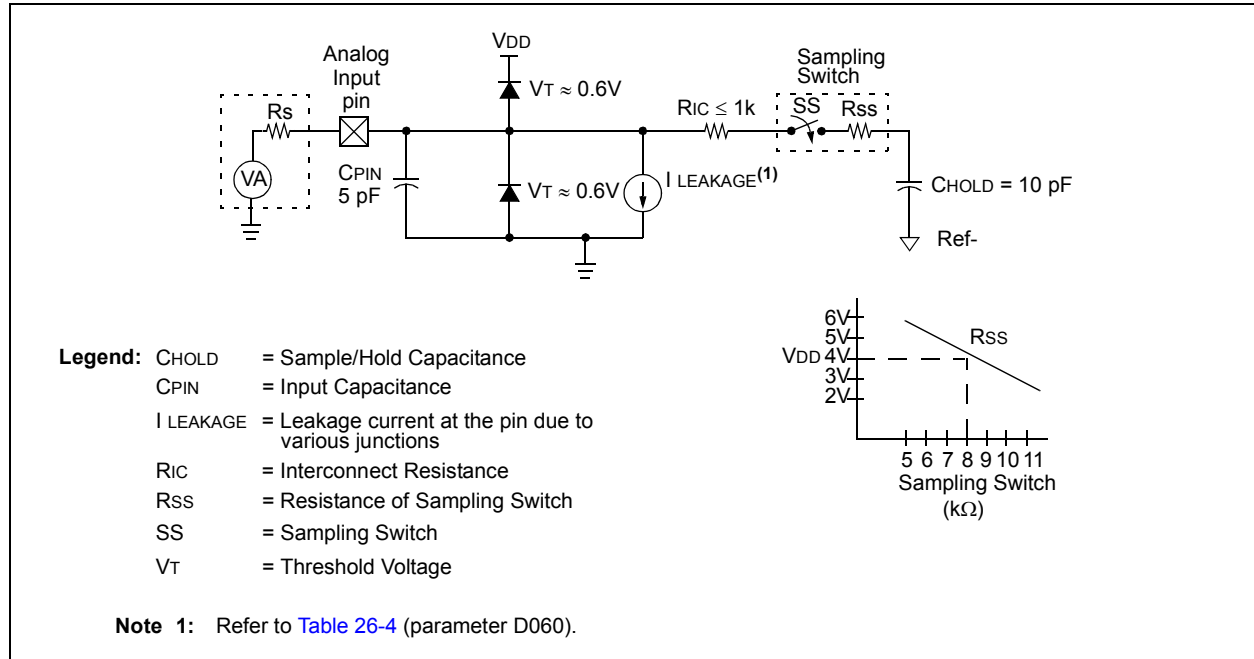 VDD
Analog
Input
pin
Sampling
Switch
VT ≈ 0.6V
Rs
RIC ≤ 1k
SS
Rss
VA
CPIN
5 pF
VT ≈ 0.6V
I LEAKAGE(1)
CHOLD = 10 pF
Ref-
6V
5V
VDD 4V
3V
2V
RSS
5 6 7 8 9 10 11
Sampling Switch
(kΩ)
Legend: CHOLD = Sample/Hold Capacitance
CPIN = Input Capacitance
I LEAKAGE = Leakage current at the pin due to
various junctions
RIC = Interconnect Resistance
RSS = Resistance of Sampling Switch
SS = Sampling Switch
VT = Threshold Voltage
Note 1: Refer to Table 26-4 (parameter D060).